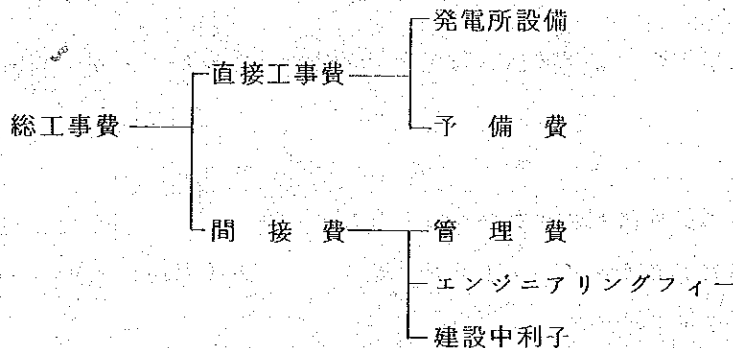 発電所設備
直接工事費
総工事費
予備費
間接費
管理費
エンジニアリングフィー
建設中利子